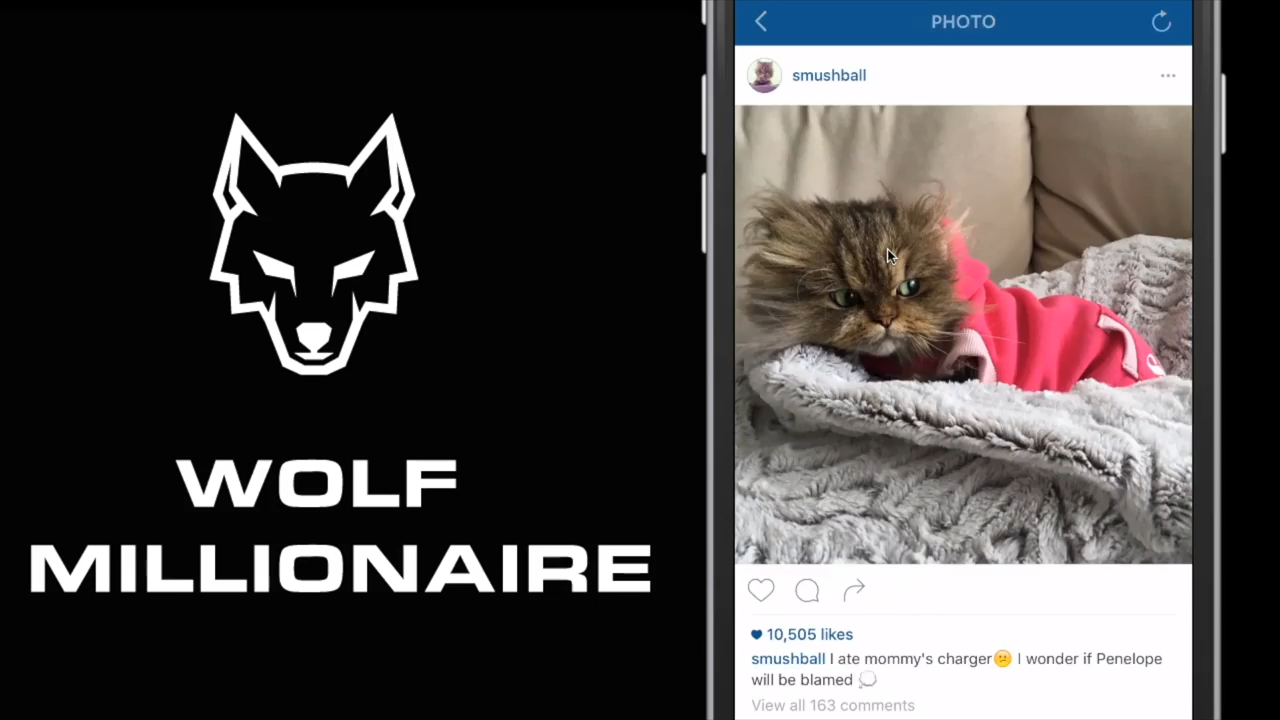 WOLF
MILLIONAIRE
PHOTO
smushball
10,505 likes
smushball I ate mommy's charger😕 I wonder if Penelope
will be blamed 💭
View all 163 comments